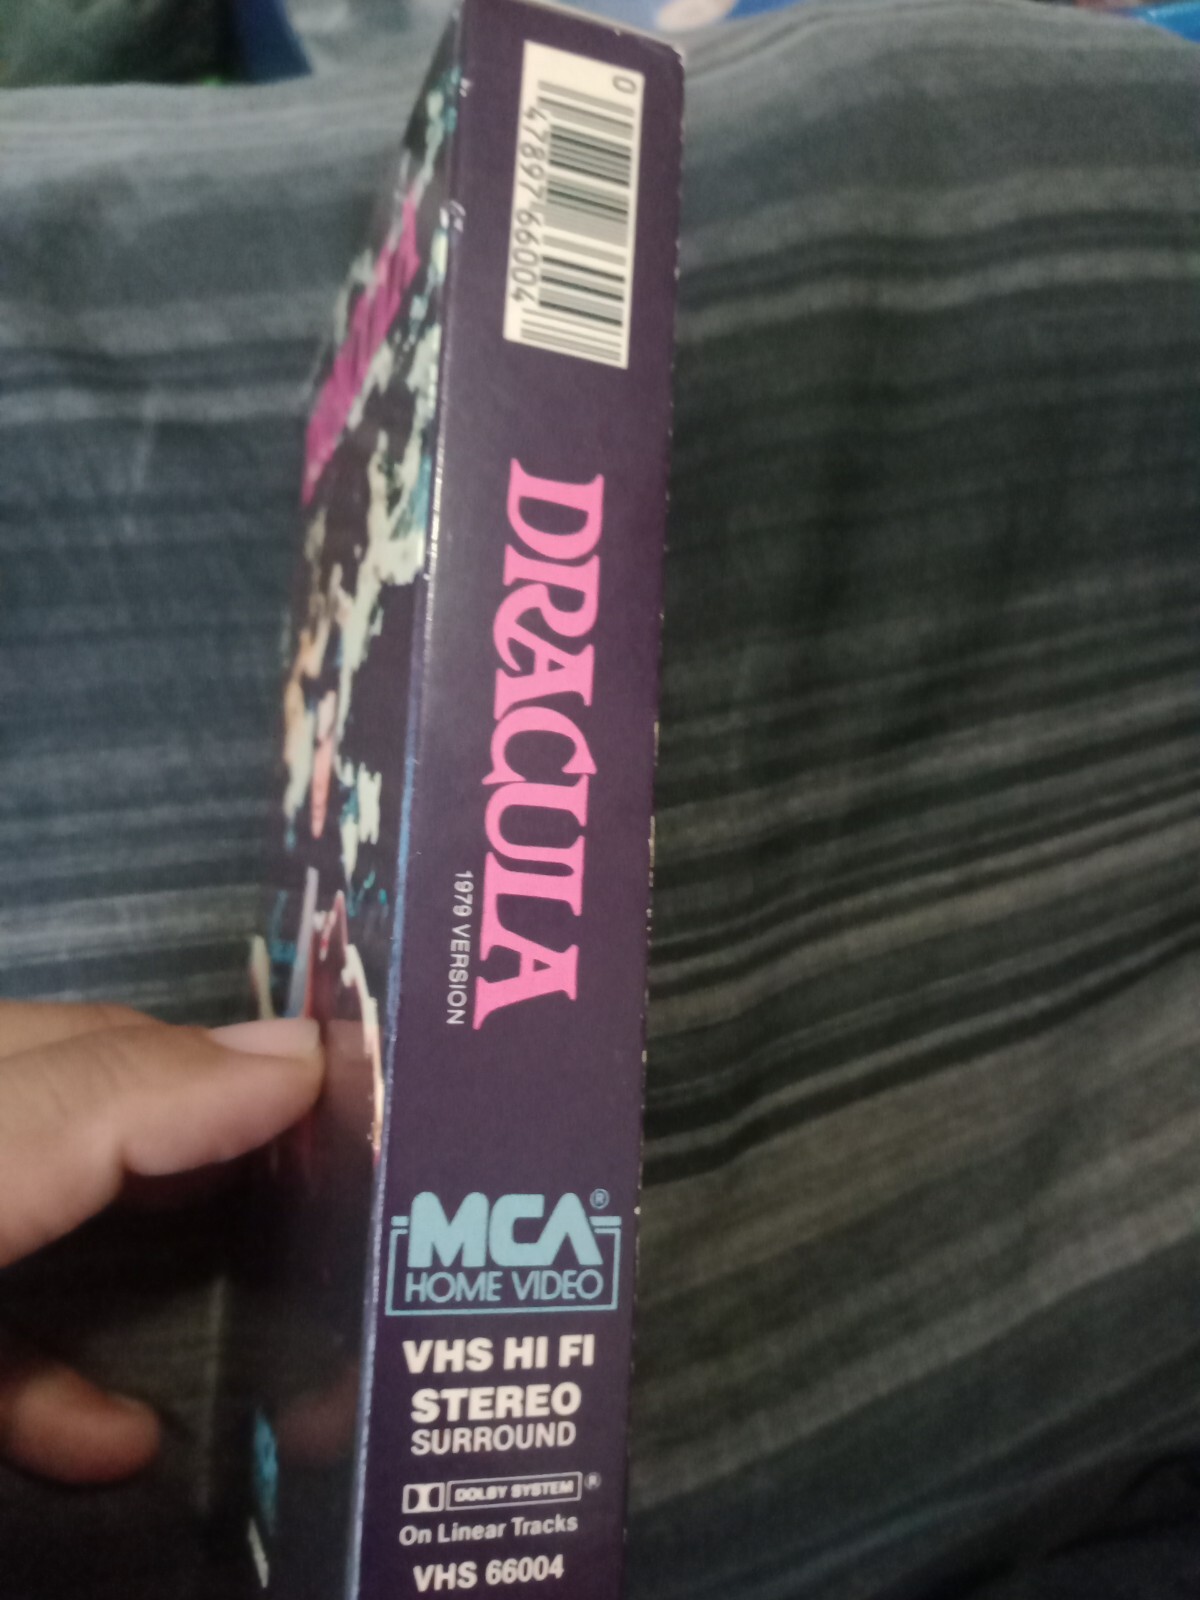 0 47897 66004
DRACULA
1979 VERSION
MCA®
HOME VIDEO
VHS HI FI
STEREO
SURROUND
DOLBY SYSTEM®
On Linear Tracks
VHS 66004